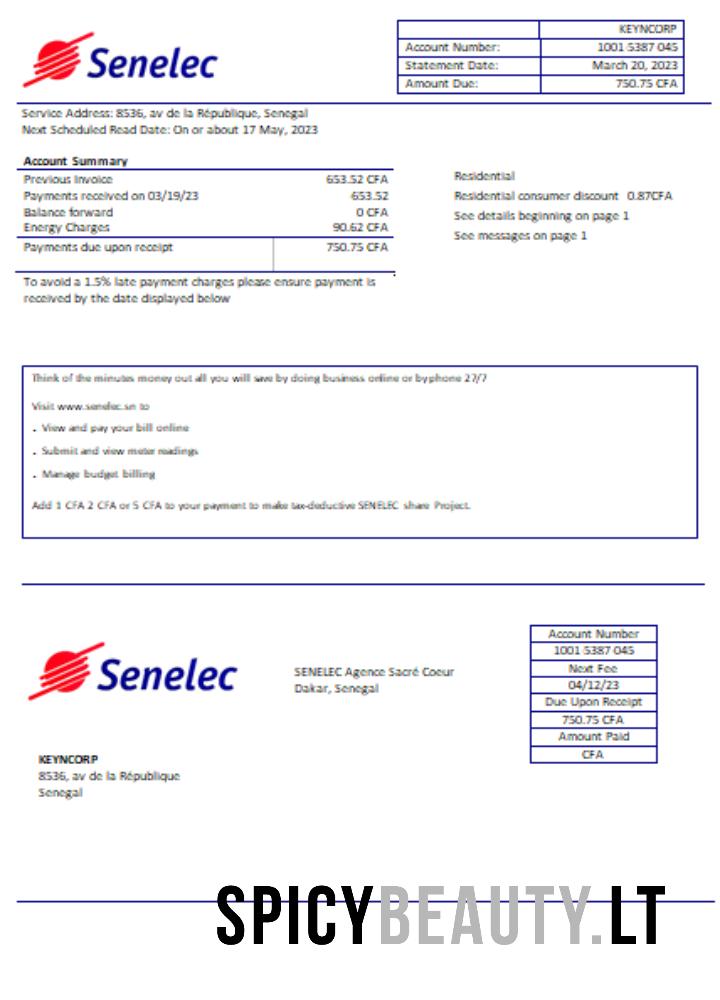 Senelec
KEYNCORP
Account Number: 1001 5387 045
Statement Date: March 20, 2023
Amount Due: 750.75 CFA
Service Address: 8536, av de la République, Senegal
Next Scheduled Read Date: On or about 17 May, 2023
Account Summary
Previous Invoice 653.52 CFA
Payments received on 03/19/23 653.52
Balance forward 0 CFA
Energy Charges 90.62 CFA
Payments due upon receipt 750.75 CFA
To avoid a 1.5% late payment charges please ensure payment is
received by the date displayed below
Residential
Residential consumer discount 0.87CFA
See details beginning on page 1
See messages on page 1
Think of the minutes money out all you will save by doing business online or by phone 27/7
Visit www.senelec.sn to
. View and pay your bill online
. Submit and view meter readings
. Manage budget billing
Add 1 CFA 2 CFA or 5 CFA to your payment to make tax-deductive SENELEC share Project.
Senelec
SENELEC Agence Sacré Coeur
Dakar, Senegal
Account Number
1001 5387 045
Next Fee
04/12/23
Due Upon Receipt
750.75 CFA
Amount Paid
CFA
KEYNCORP
8536, av de la République
Senegal
SPICYBEAUTY.LT